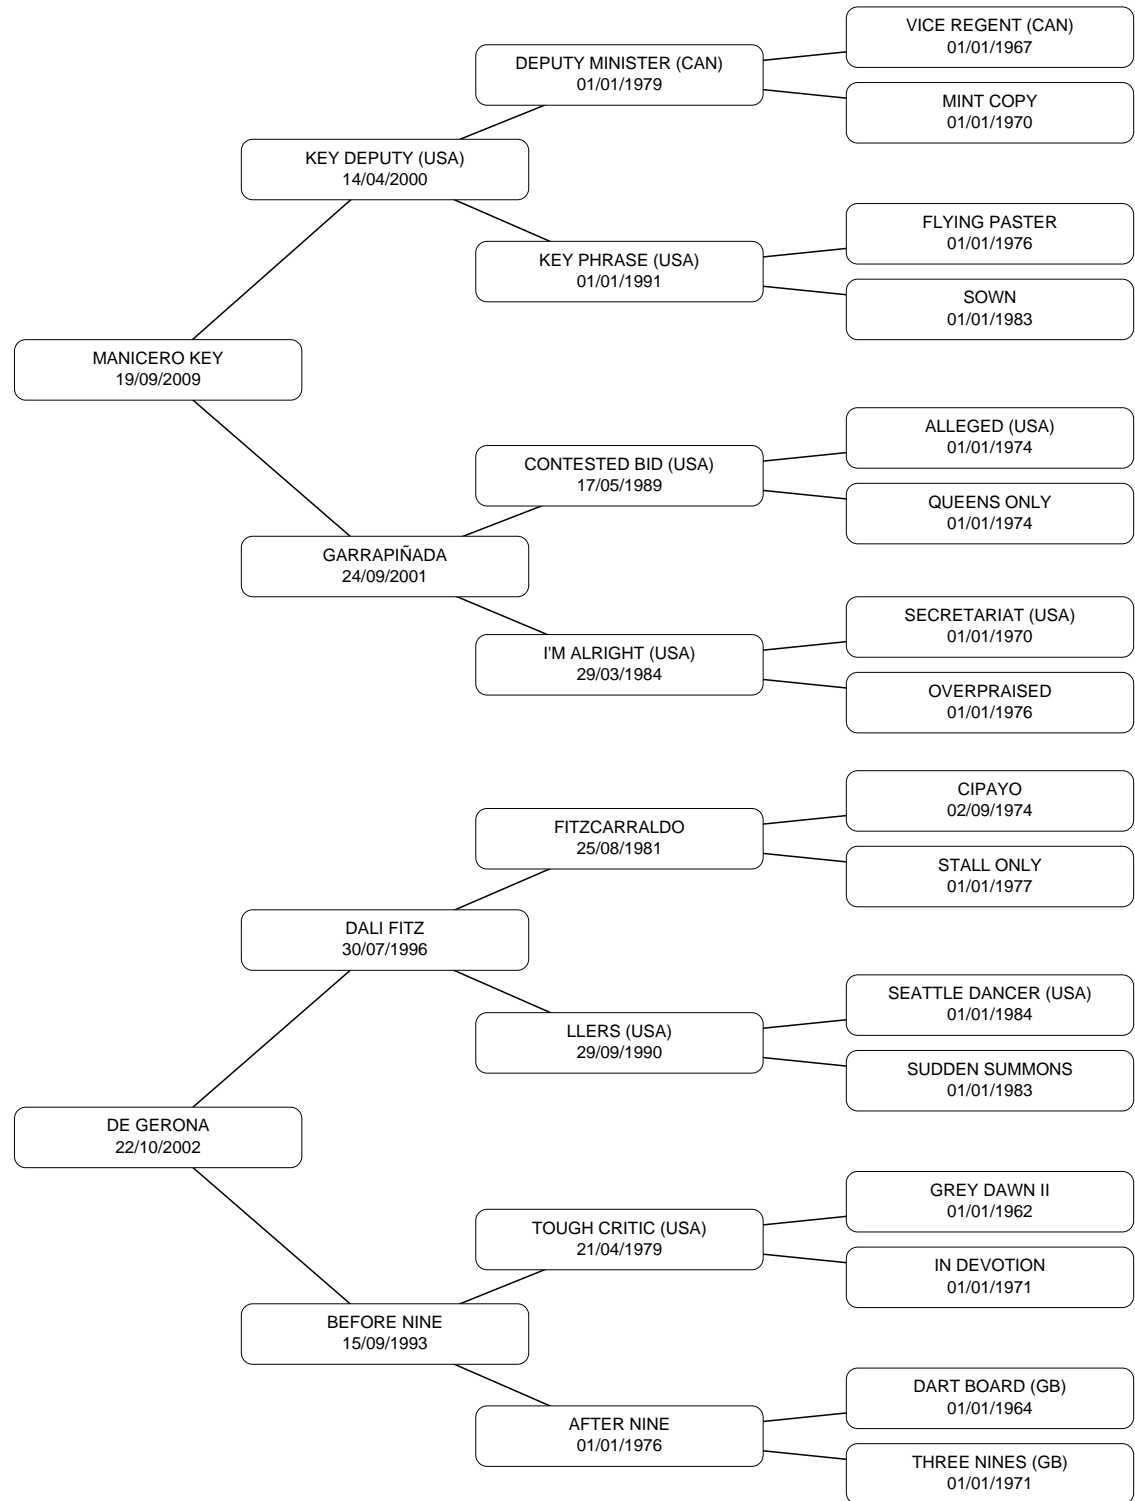 VICE REGENT (CAN)
01/01/1967
DEPUTY MINISTER (CAN)
01/01/1979
MINT COPY
01/01/1970
KEY DEPUTY (USA)
14/04/2000
FLYING PASTER
01/01/1976
KEY PHRASE (USA)
01/01/1991
SOWN
01/01/1983
MANICERO KEY
19/09/2009
ALLEGED (USA)
01/01/1974
CONTESTED BID (USA)
17/05/1989
QUEENS ONLY
01/01/1974
GARRAPIÑADA
24/09/2001
SECRETARIAT (USA)
01/01/1970
I'M ALRIGHT (USA)
29/03/1984
OVERPRAISED
01/01/1976
CIPAYO
02/09/1974
FITZCARRALDO
25/08/1981
STALL ONLY
01/01/1977
DALI FITZ
30/07/1996
SEATTLE DANCER (USA)
01/01/1984
LLERS (USA)
29/09/1990
SUDDEN SUMMONS
01/01/1983
DE GERONA
22/10/2002
GREY DAWN II
01/01/1962
TOUGH CRITIC (USA)
21/04/1979
IN DEVOTION
01/01/1971
BEFORE NINE
15/09/1993
DART BOARD (GB)
01/01/1964
AFTER NINE
01/01/1976
THREE NINES (GB)
01/01/1971